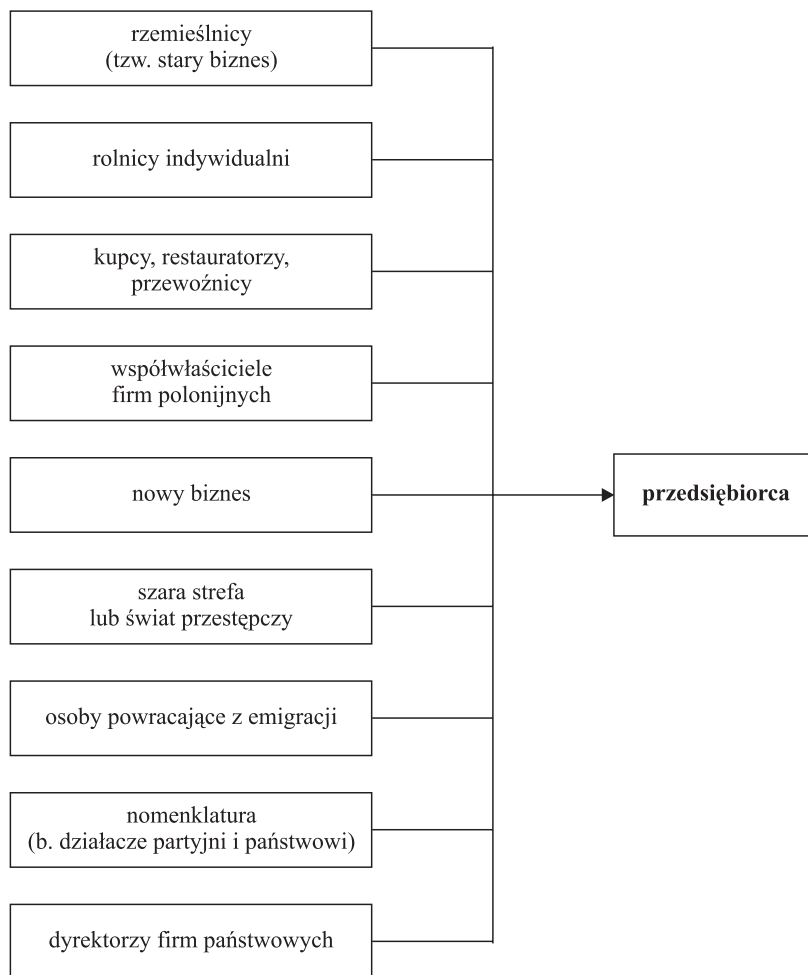 rzemieślnicy
(tzw. stary biznes)
rolnicy indywidualni
kupcy, restauratorzy,
przewoźnicy
współwłaściciele
firm polonijnych
nowy biznes
przedsiębiorca
szara strefa
lub świat przestępczy
osoby powracające z emigracji
nomenklatura
(b. działacze partyjni i państwowi)
dyrektorzy firm państwowych